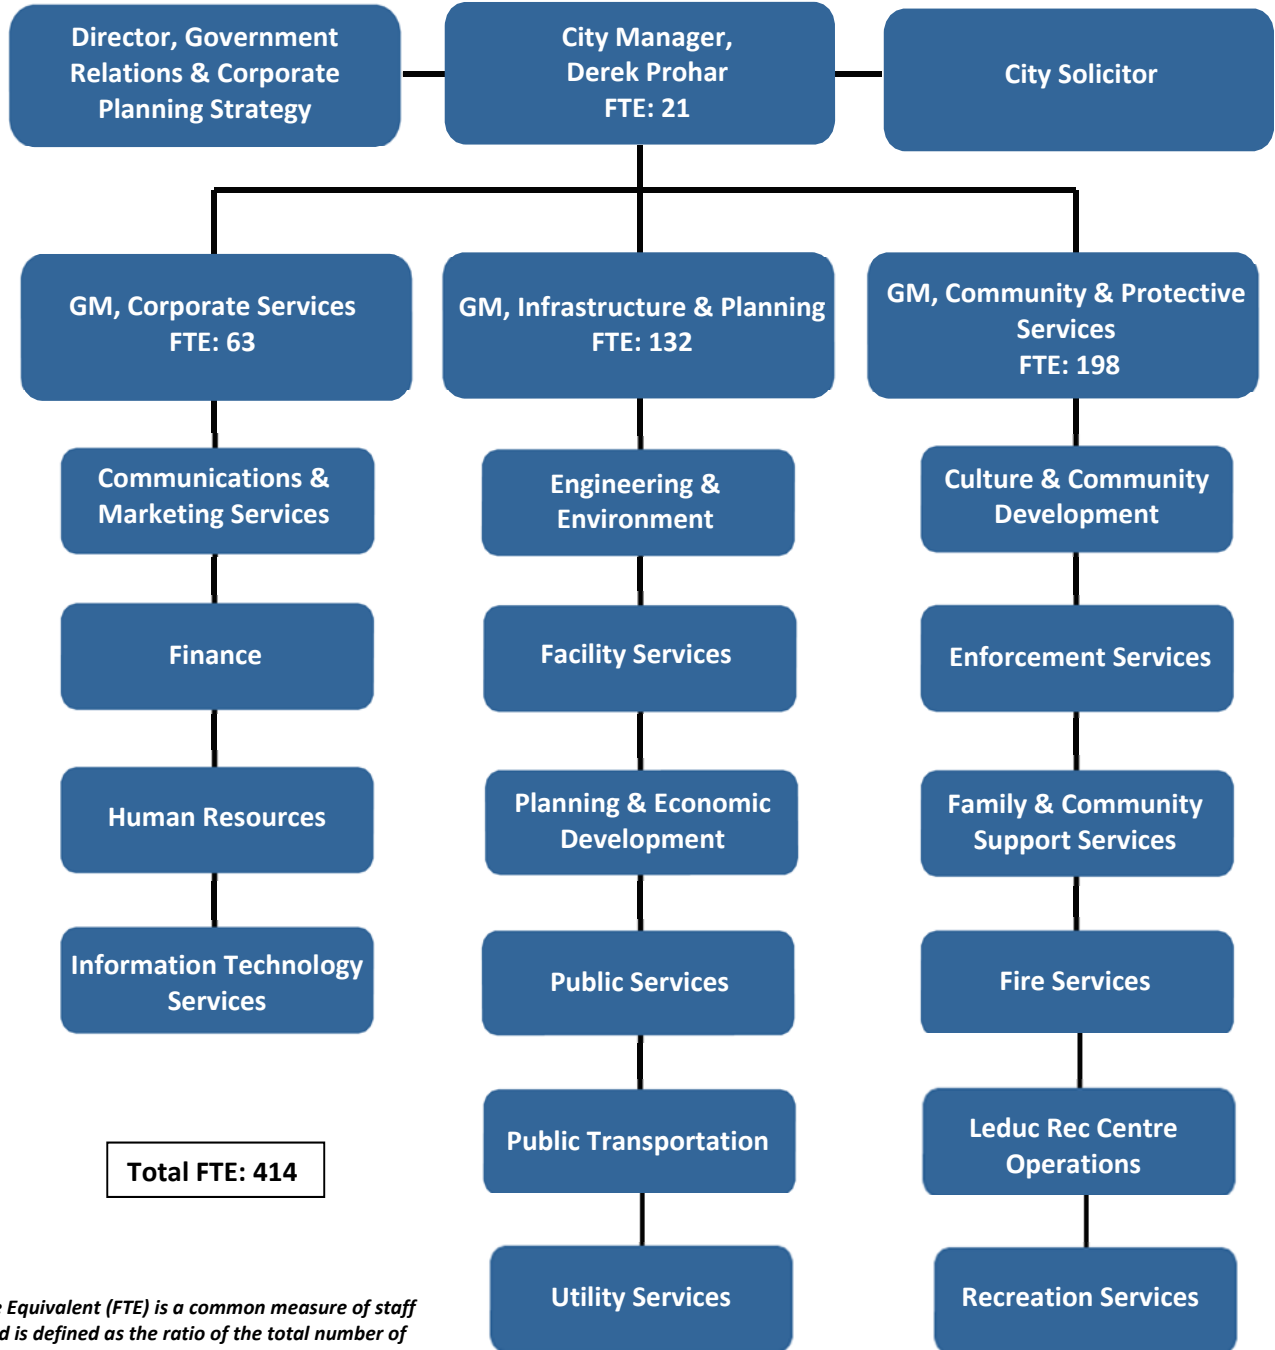 Director, Government
Relations & Corporate
Planning Strategy
City Manager,
Derek Prohar
FTE: 21
City Solicitor
GM, Corporate Services
FTE: 63
GM, Infrastructure & Planning
FTE: 132
GM, Community & Protective
Services
FTE: 198
Communications &
Marketing Services
Finance
Human Resources
Information Technology
Services
Engineering &
Environment
Facility Services
Planning & Economic
Development
Public Services
Public Transportation
Utility Services
Culture & Community
Development
Enforcement Services
Family & Community
Support Services
Fire Services
Leduc Rec Centre
Operations
Recreation Services
Total FTE: 414
Equivalent (FTE) is a common measure of staff
is defined as the ratio of the total number of